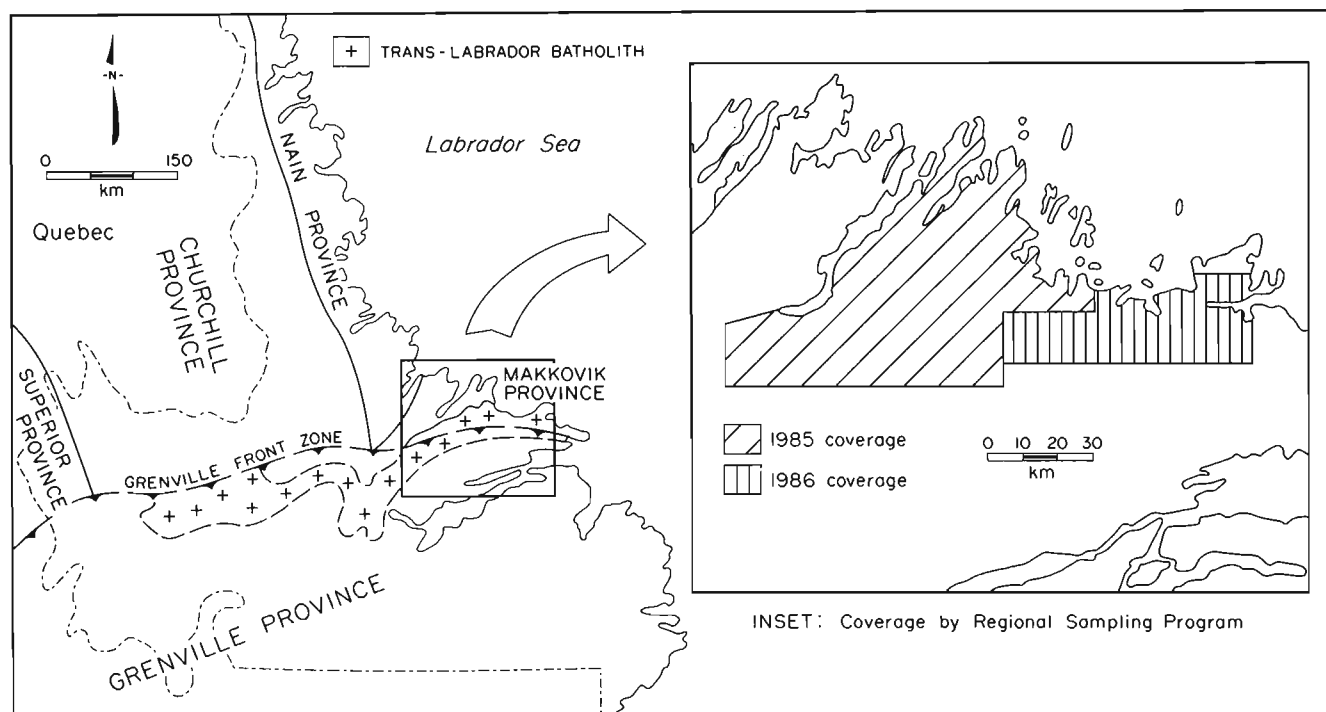 -N-
0 150
km
+ TRANS-LABRADOR BATHOLITH
Labrador Sea
Quebec
NAIN PROVINCE
CHURCHILL
PROVINCE
SUPERIOR
PROVINCE
MAKKOVIK
PROVINCE
GRENVILLE FRONT ZONE
GRENVILLE PROVINCE
1985 coverage
1986 coverage
0 10 20 30
km
INSET: Coverage by Regional Sampling Program